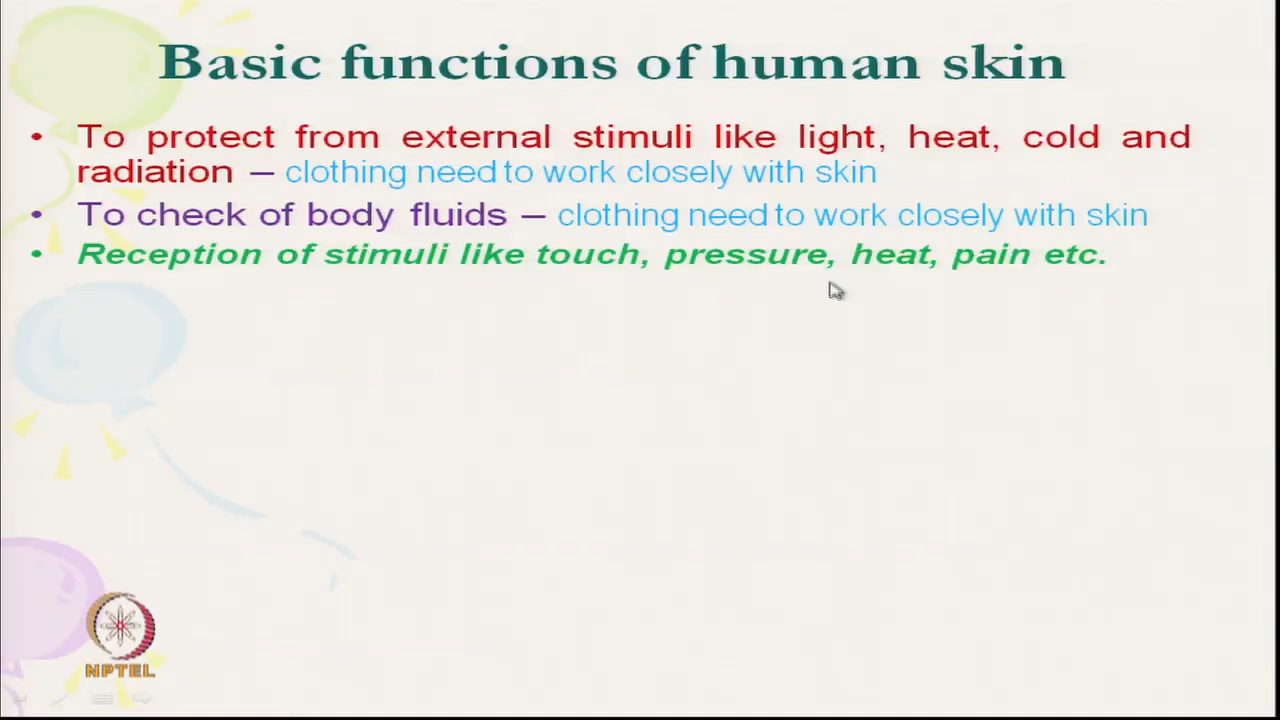 Basic functions of human skin
• To protect from external stimuli like light, heat, cold and
radiation – clothing need to work closely with skin
• To check of body fluids – clothing need to work closely with skin
• Reception of stimuli like touch, pressure, heat, pain etc.
NPTEL